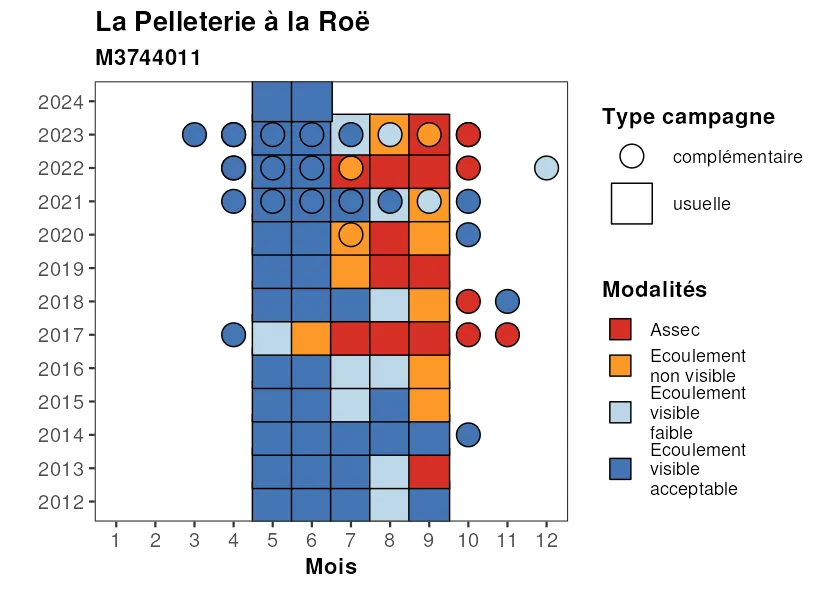 La Pelleterie à la Roë
M3744011
2024
2023
2022
2021
2020
2019
2018
2017
2016
2015
2014
2013
2012
1 2 3 4 5 6 7 8 9 10 11 12
Mois
Type campagne
complémentaire
usuelle
Modalités
Assec
Ecoulement
non visible
Ecoulement
visible
faible
Ecoulement
visible
acceptable